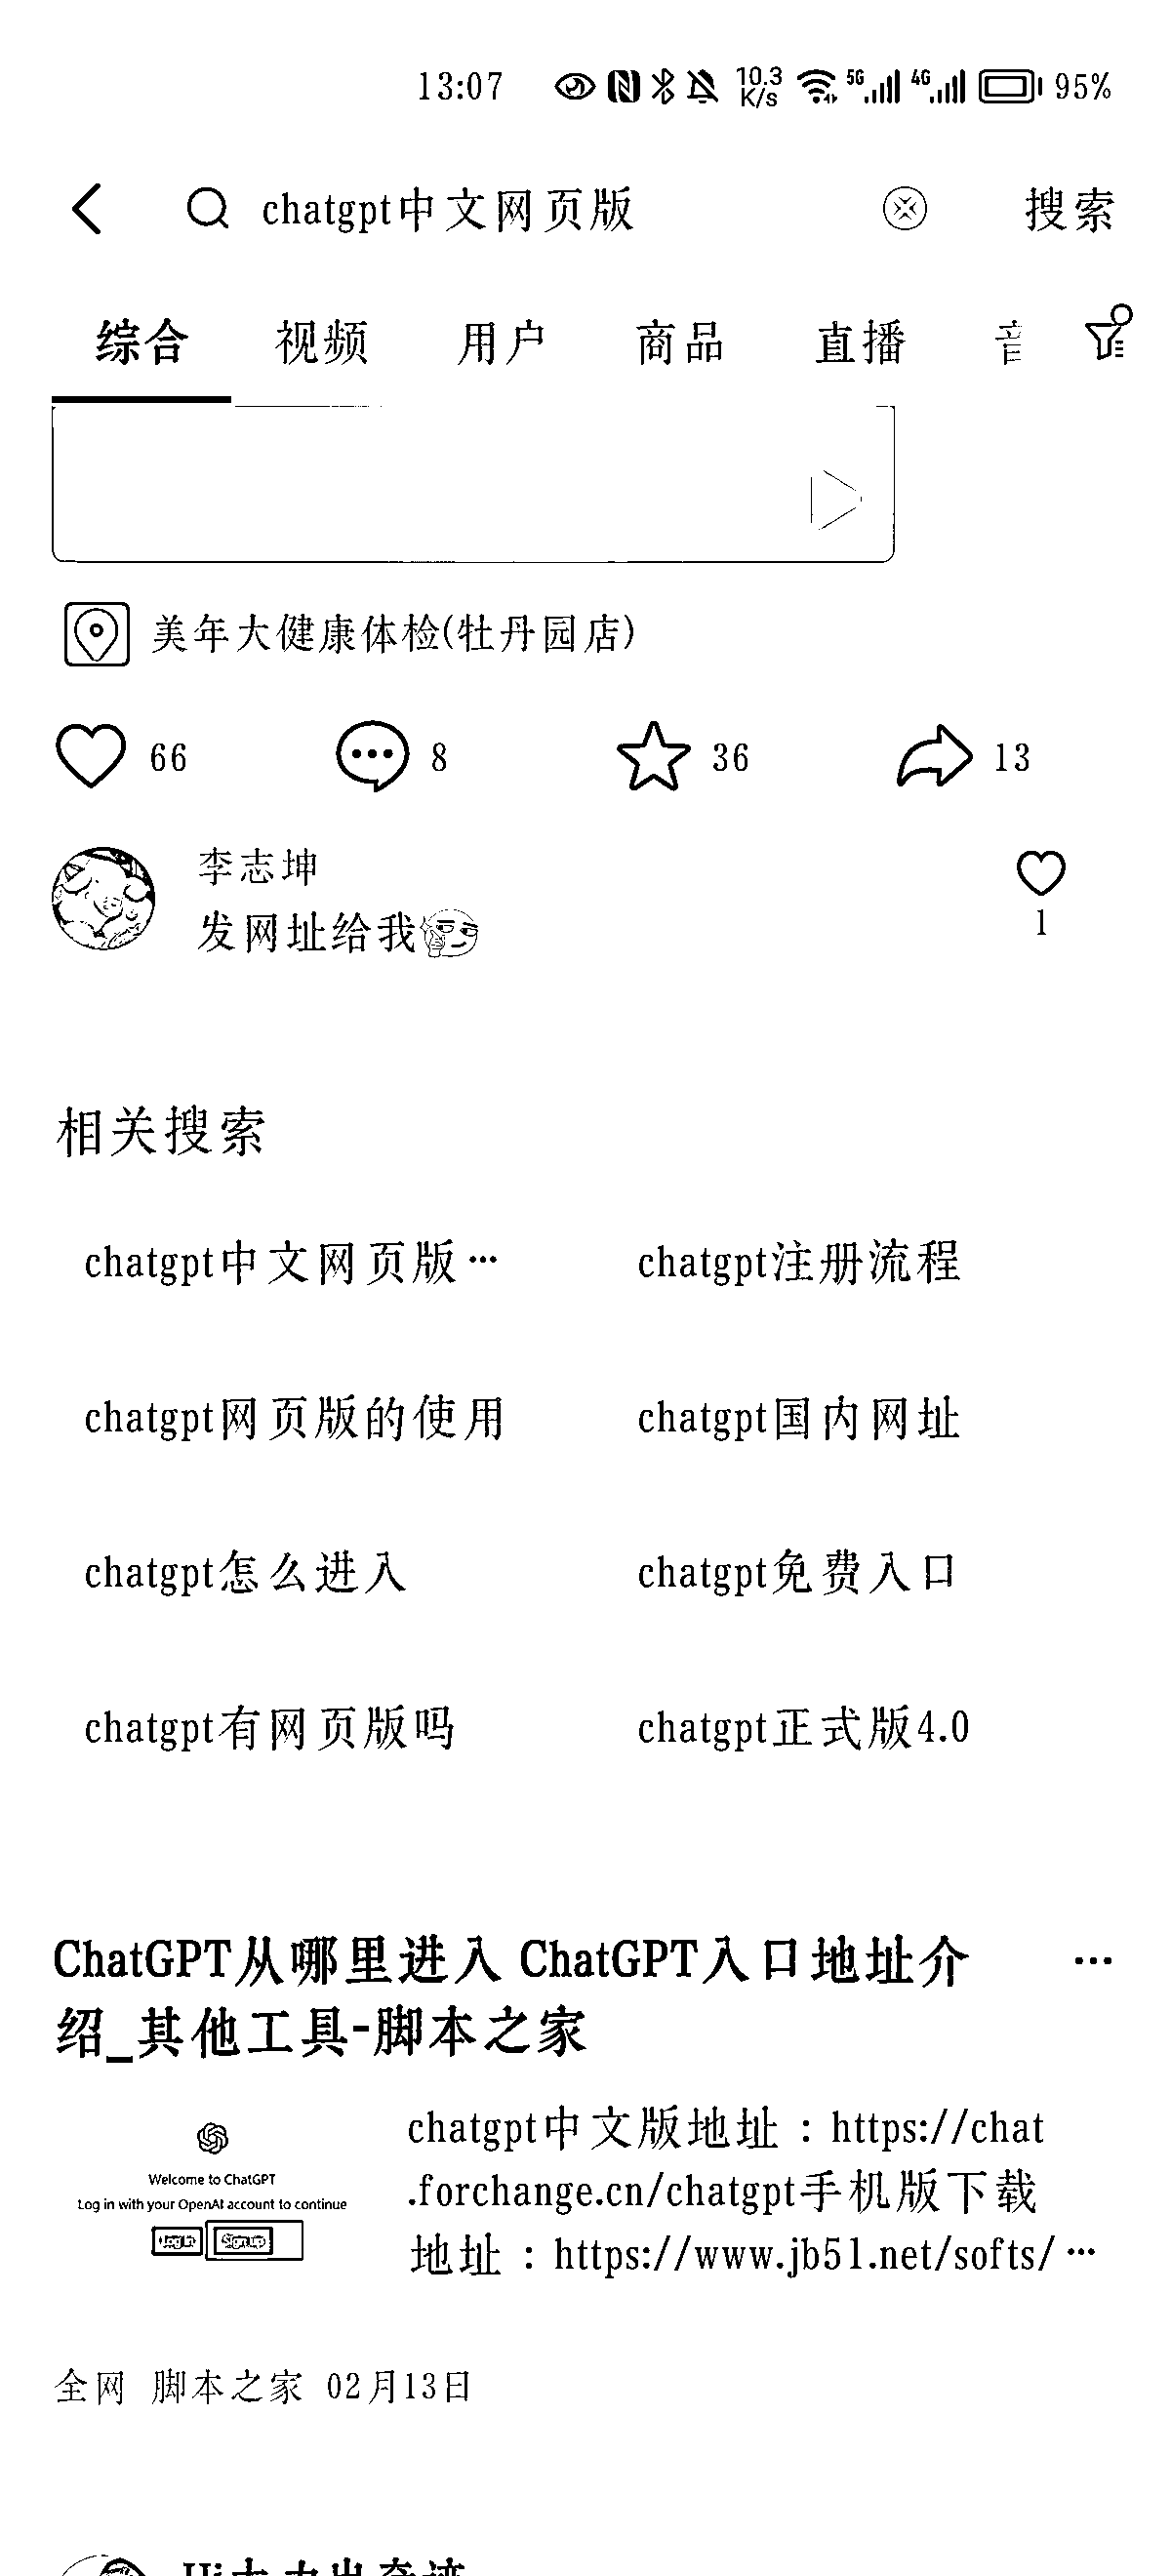 13:07 10.3 K/s 5G 4G 95%
chatgpt中文网页版 搜索
综合 视频 用户 商品 直播
美年大健康体检(牡丹园店)
66 8 36 13
李志坤
发网址给我
1
相关搜索
chatgpt中文网页版… chatgpt注册流程
chatgpt网页版的使用 chatgpt国内网址
chatgpt怎么进入 chatgpt免费入口
chatgpt有网页版吗 chatgpt正式版4.0
ChatGPT从哪里进入 ChatGPT入口地址介
绍_其他工具-脚本之家
Welcome to ChatGPT
Log in with your OpenAI account to continue
Log in Sign up
chatgpt中文版地址：https://chat
.forchange.cn/chatgpt手机版下载
地址：https://www.jb51.net/softs/…
全网 脚本之家 02月13日